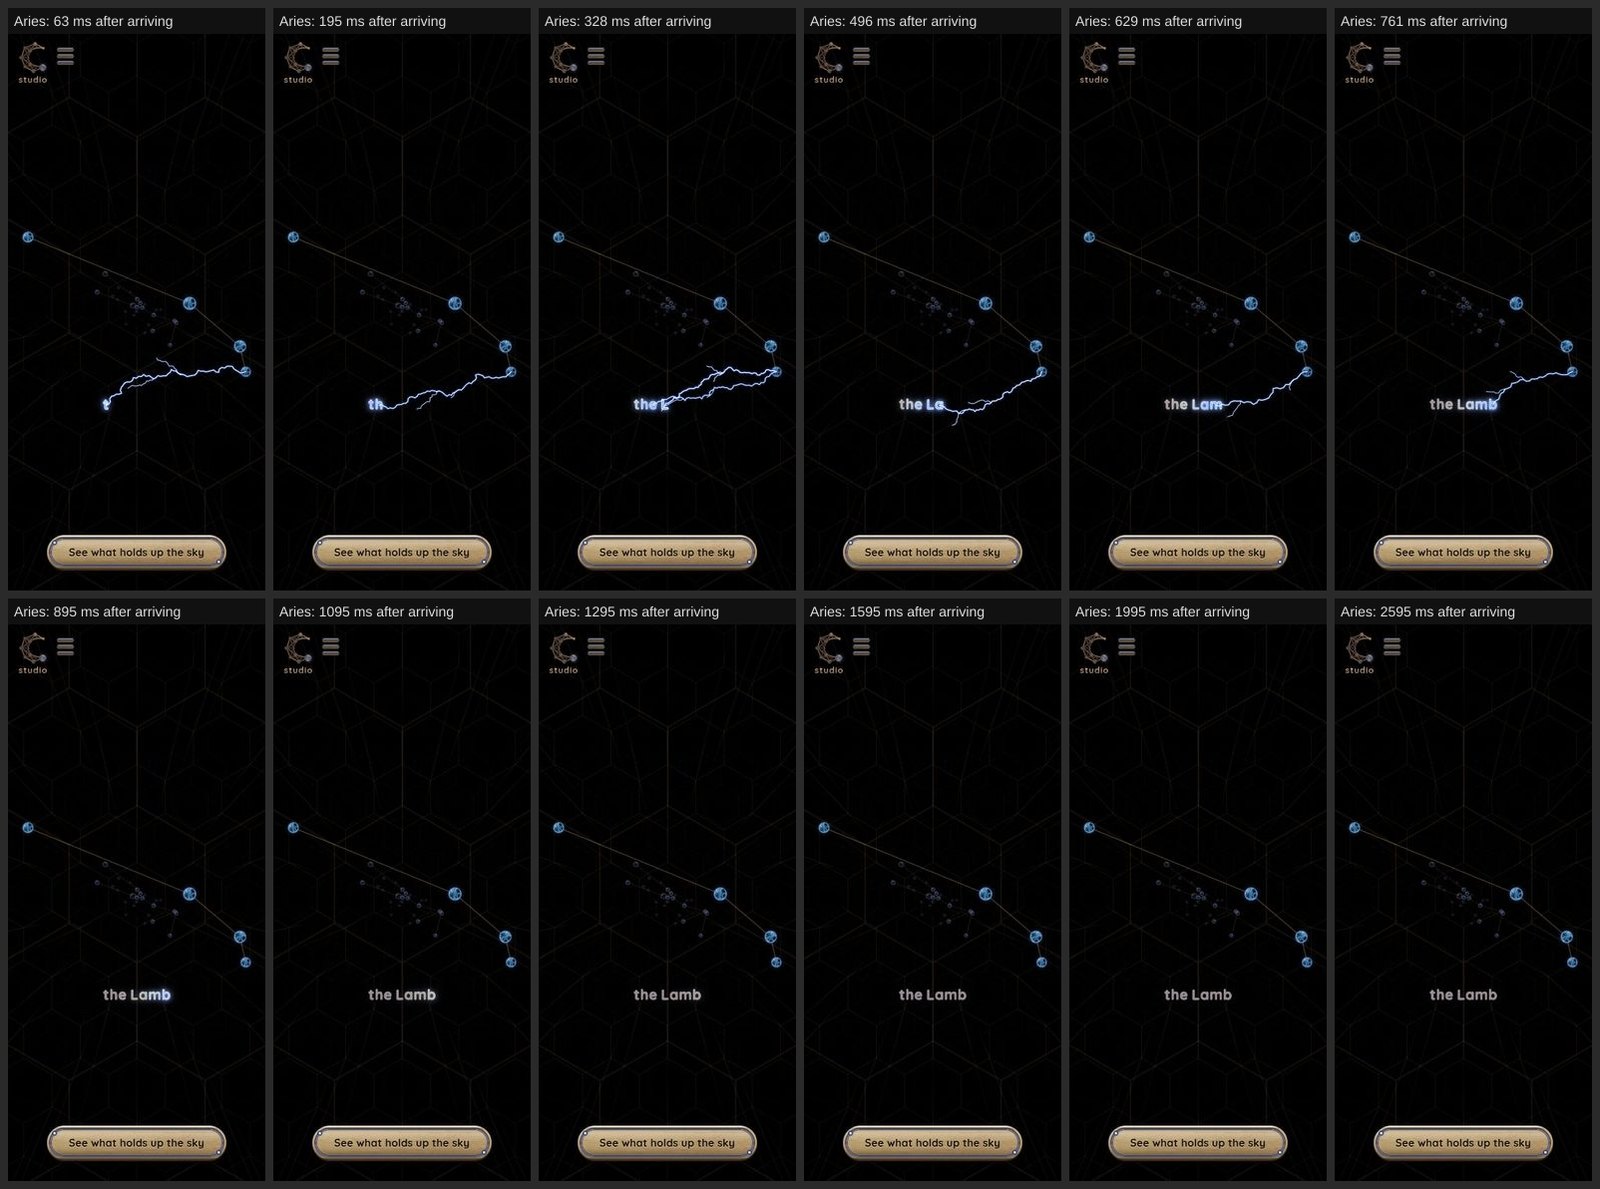 Aries: 63 ms after arriving
studio
t
See what holds up the sky
Aries: 195 ms after arriving
studio
th
See what holds up the sky
Aries: 328 ms after arriving
studio
the L
See what holds up the sky
Aries: 496 ms after arriving
studio
the La
See what holds up the sky
Aries: 629 ms after arriving
studio
the Lam
See what holds up the sky
Aries: 761 ms after arriving
studio
the Lamb
See what holds up the sky
Aries: 895 ms after arriving
studio
the Lamb
See what holds up the sky
Aries: 1095 ms after arriving
studio
the Lamb
See what holds up the sky
Aries: 1295 ms after arriving
studio
the Lamb
See what holds up the sky
Aries: 1595 ms after arriving
studio
the Lamb
See what holds up the sky
Aries: 1995 ms after arriving
studio
the Lamb
See what holds up the sky
Aries: 2595 ms after arriving
studio
the Lamb
See what holds up the sky